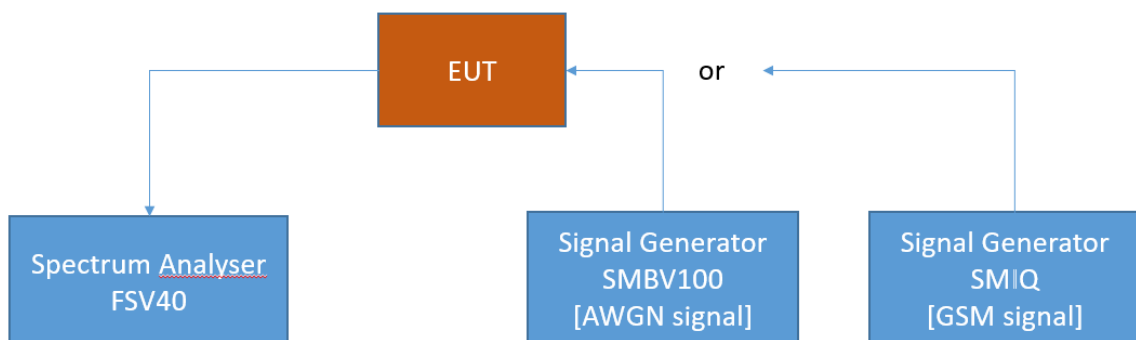 EUT
or
Spectrum Analyser
FSV40
Signal Generator
SMBV100
[AWGN signal]
Signal Generator
SMIQ
[GSM signal]